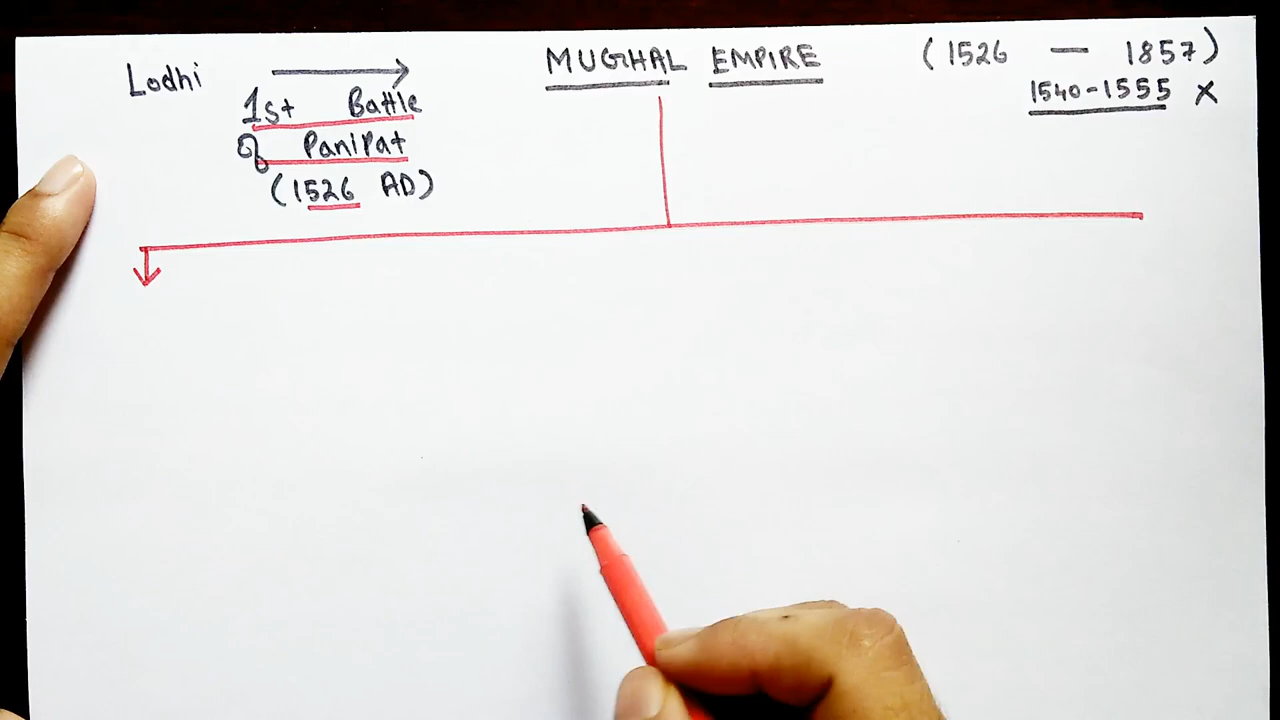 Lodhi
1st Battle
of Panipat
(1526 AD)
MUGHAL EMPIRE
(1526 — 1857)
1540-1555 ×